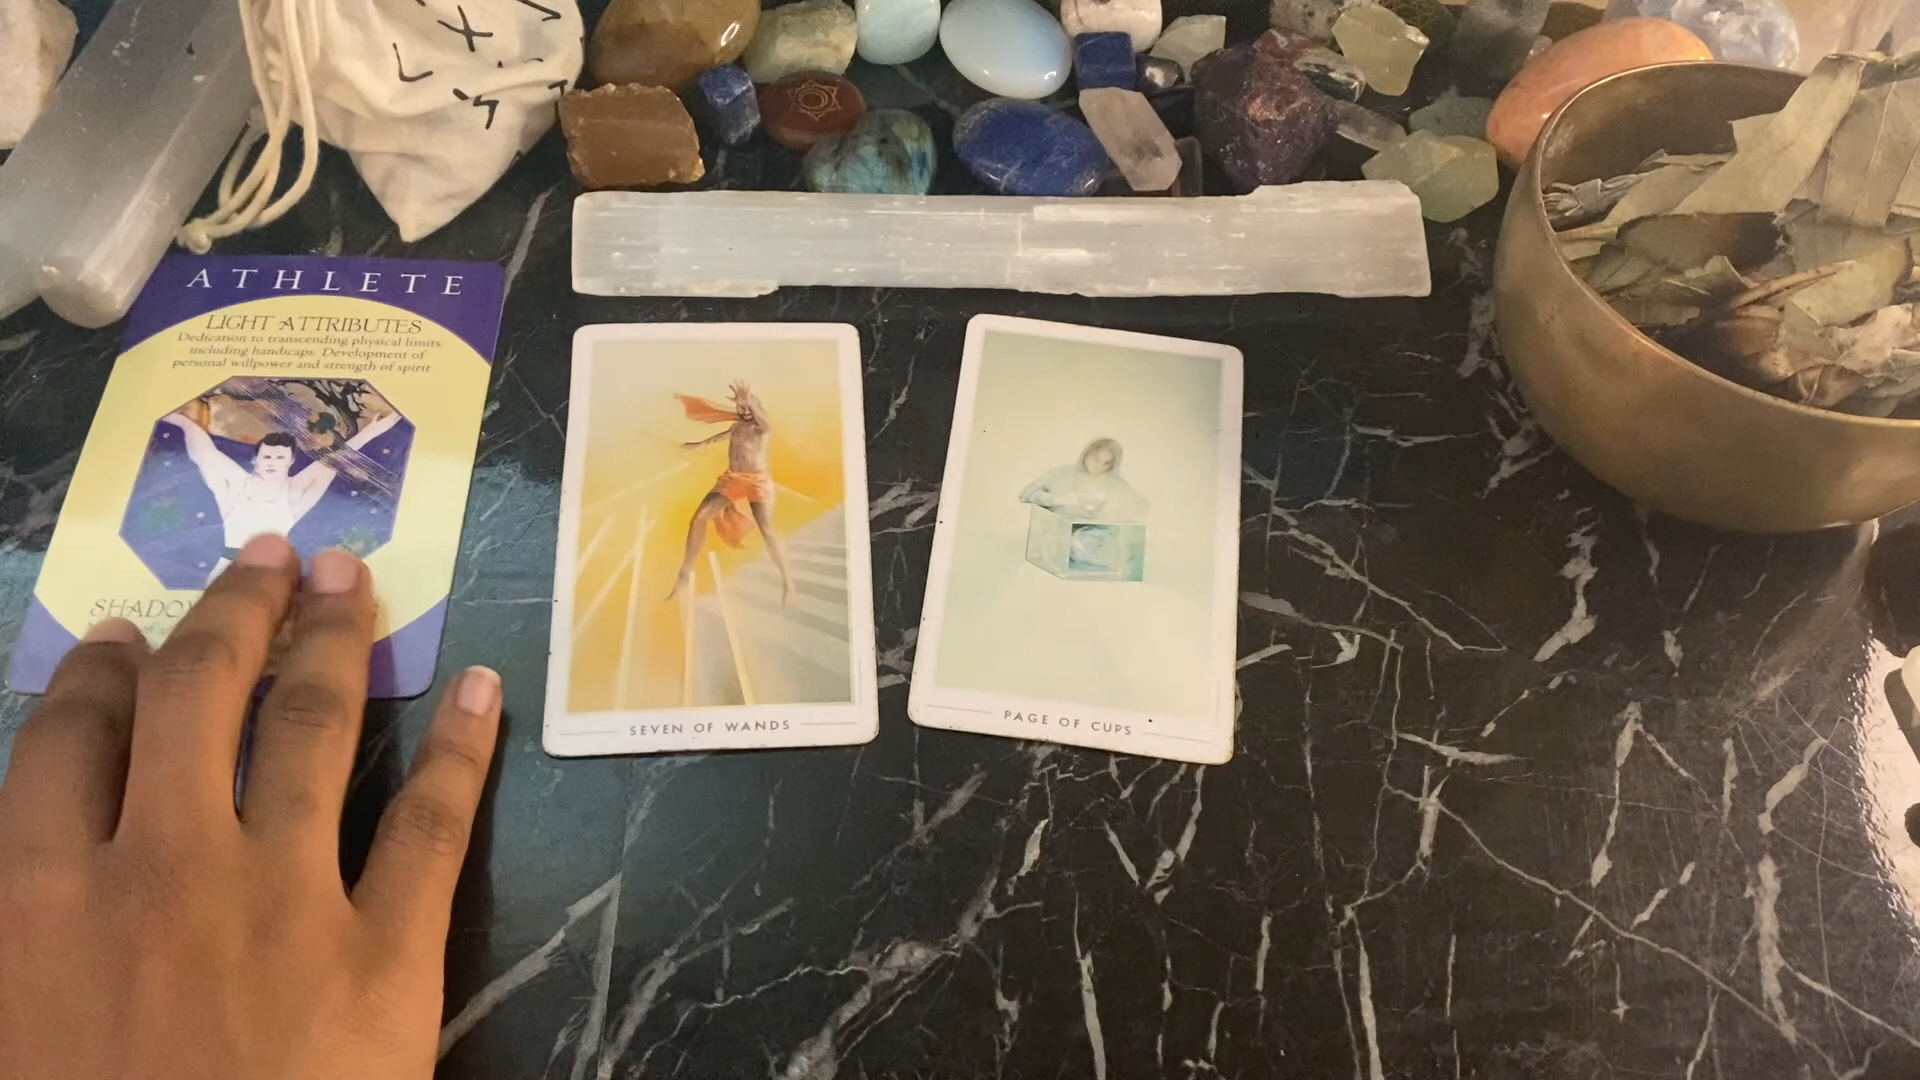 ATHLETE
LIGHT ATTRIBUTES
Dedication to transcending physical limits,
including handicaps. Development of
personal willpower and strength of spirit
SEVEN OF WANDS
PAGE OF CUPS